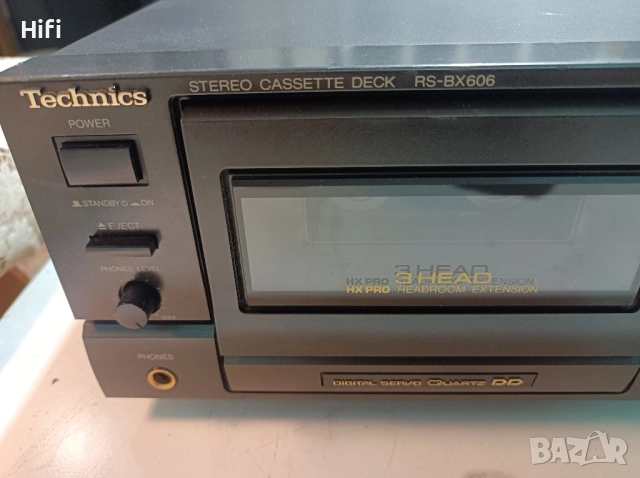 Hifi
STEREO CASSETTE DECK RS-BX606
Technics
POWER
STANDBY ⏻ ON
EJECT
PHONES LEVEL
3 HEAD
HX PRO HEADROOM EXTENSION
PHONES
DIGITAL SERVO QUARTZ DD
BAZAR